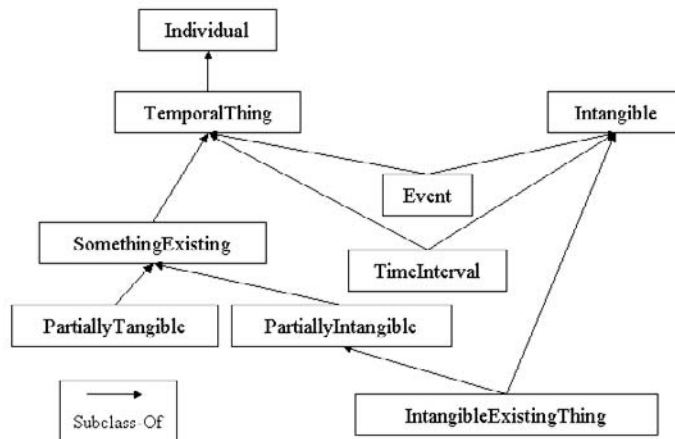 Individual
TemporalThing
Intangible
Event
SomethingExisting
TimeInterval
PartiallyTangible
PartiallyIntangible
Subclass-Of
IntangibleExistingThing